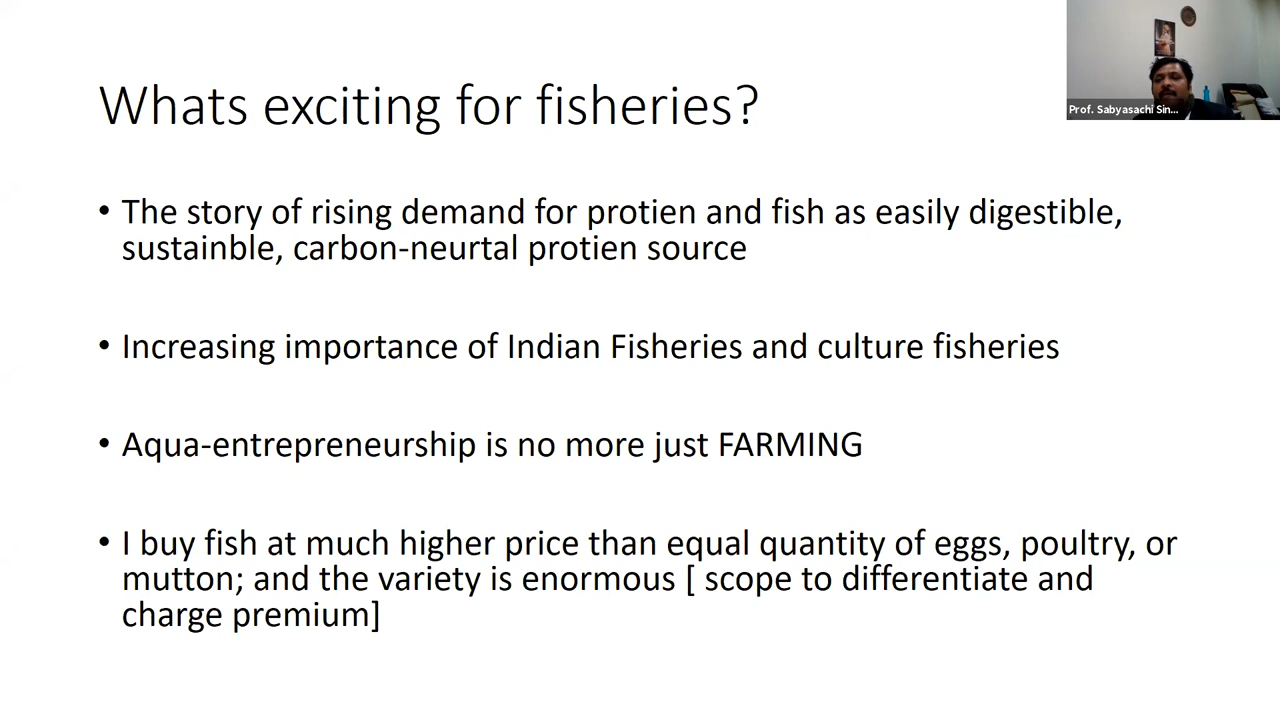 Whats exciting for fisheries?
Prof. Sabyasachi Sin...
• The story of rising demand for protien and fish as easily digestible,
sustainble, carbon-neurtal protien source
• Increasing importance of Indian Fisheries and culture fisheries
• Aqua-entrepreneurship is no more just FARMING
• I buy fish at much higher price than equal quantity of eggs, poultry, or
mutton; and the variety is enormous [ scope to differentiate and
charge premium]